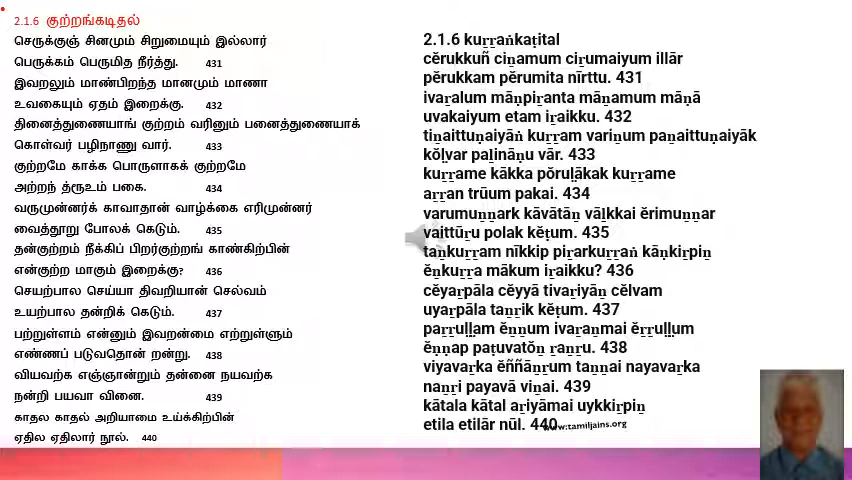 2.1.6 குற்றங்கடிதல்
செருக்குஞ் சினமும் சிறுமையும் இல்லார்
பெருக்கம் பெருமித நீர்த்து. 431
இவறலும் மாண்பிறந்த மானமும் மாணா
உவகையும் ஏதம் இறைக்கு. 432
தினைத்துணையாங் குற்றம் வரினும் பனைத்துணையாக்
கொள்வர் பழிநாணு வார். 433
குற்றமே காக்க பொருளாகக் குற்றமே
அற்றந் த்ரூஉம் பகை. 434
வருமுன்னர்க் காவாதான் வாழ்க்கை எரிமுன்னர்
வைத்தூறு போலக் கெடும். 435
தன்குற்றம் நீக்கிப் பிறர்குற்றங் காண்கிற்பின்
என்குற்ற மாகும் இறைக்கு? 436
செயற்பால செய்யா திவறியான் செல்வம்
உயற்பால தன்றிக் கெடும். 437
பற்றுள்ளம் என்னும் இவறன்மை எற்றுள்ளும்
எண்ணப் படுவதொன் றன்று. 438
வியவற்க எஞ்ஞான்றும் தன்னை நயவற்க
நன்றி பயவா வினை. 439
காதல காதல் அறியாமை உய்க்கிற்பின்
ஏதில ஏதிலார் நூல். 440
2.1.6 kuṟṟaṅkaṭital
cĕrukkuñ ciṉamum ciṟumaiyum illār
pĕrukkam pĕrumita nīrttu. 431
ivaṟalum māṇpiṟanta māṉamum māṇā
uvakaiyum etam iṟaikku. 432
tiṉaittuṇaiyāṅ kuṟṟam variṉum paṉaittuṇaiyāk
kŏḷvar paḻināṇu vār. 433
kuṟṟame kākka pŏruḷākak kuṟṟame
aṟṟan trūum pakai. 434
varumuṉṉark kāvātāṉ vāḻkkai ĕrimuṉṉar
vaittūṟu polak kĕṭum. 435
taṉkuṟṟam nīkkip piṟarkuṟṟaṅ kāṇkiṟpiṉ
ĕṉkuṟṟa mākum iṟaikku? 436
cĕyaṟpāla cĕyyā tivaṟiyāṉ cĕlvam
uyaṟpāla taṉṟik kĕṭum. 437
paṟṟuḷḷam ĕṉṉum ivaṟaṉmai ĕṟṟuḷḷum
ĕṇṇap paṭuvatŏṉ ṟaṉṟu. 438
viyavaṟka ĕññāṉṟum taṉṉai nayavaṟka
naṉṟi payavā viṉai. 439
kātala kātal aṟiyāmai uykkiṟpiṉ
etila etilār nūl. 440
www.tamiljains.org